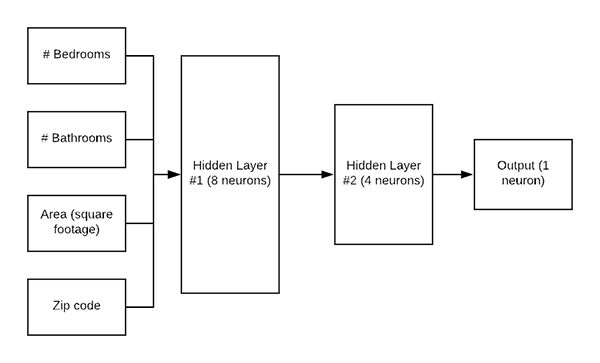 # Bedrooms
# Bathrooms
Area (square
footage)
Zip code
Hidden Layer
#1 (8 neurons)
Hidden Layer
#2 (4 neurons)
Output (1
neuron)